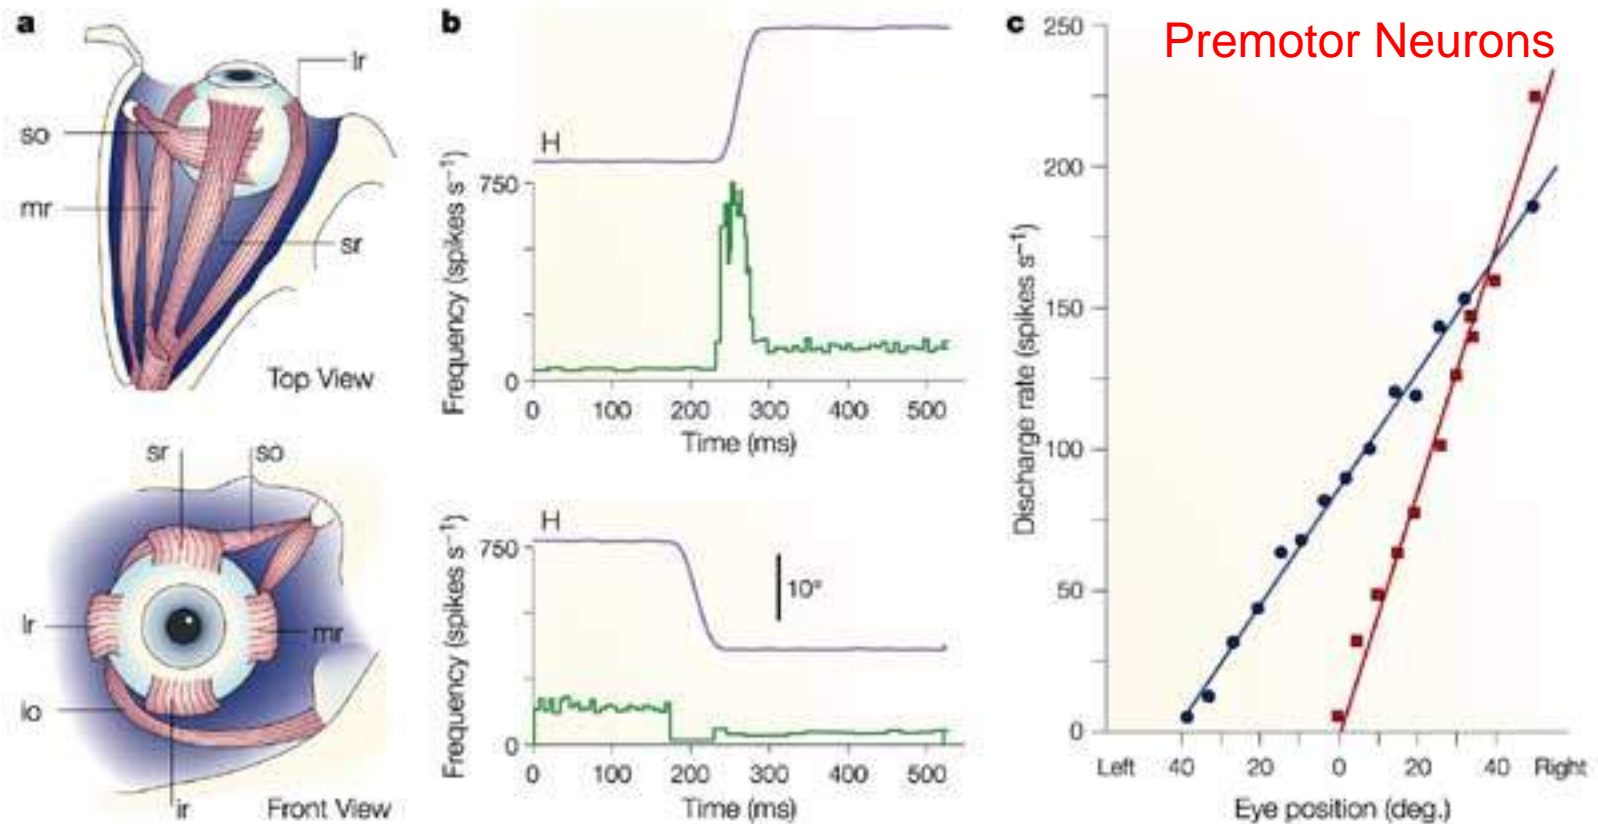 a
lr
so
mr
sr
Top View
sr
so
lr
mr
io
ir
Front View
b
H
Frequency (spikes s⁻¹)
750
0
0 100 200 300 400 500
Time (ms)
H
Frequency (spikes s⁻¹)
750
10°
0
0 100 200 300 400 500
Time (ms)
c
Premotor Neurons
Discharge rate (spikes s⁻¹)
250
200
150
100
50
0
Left 40 20 0 20 40 Right
Eye position (deg.)